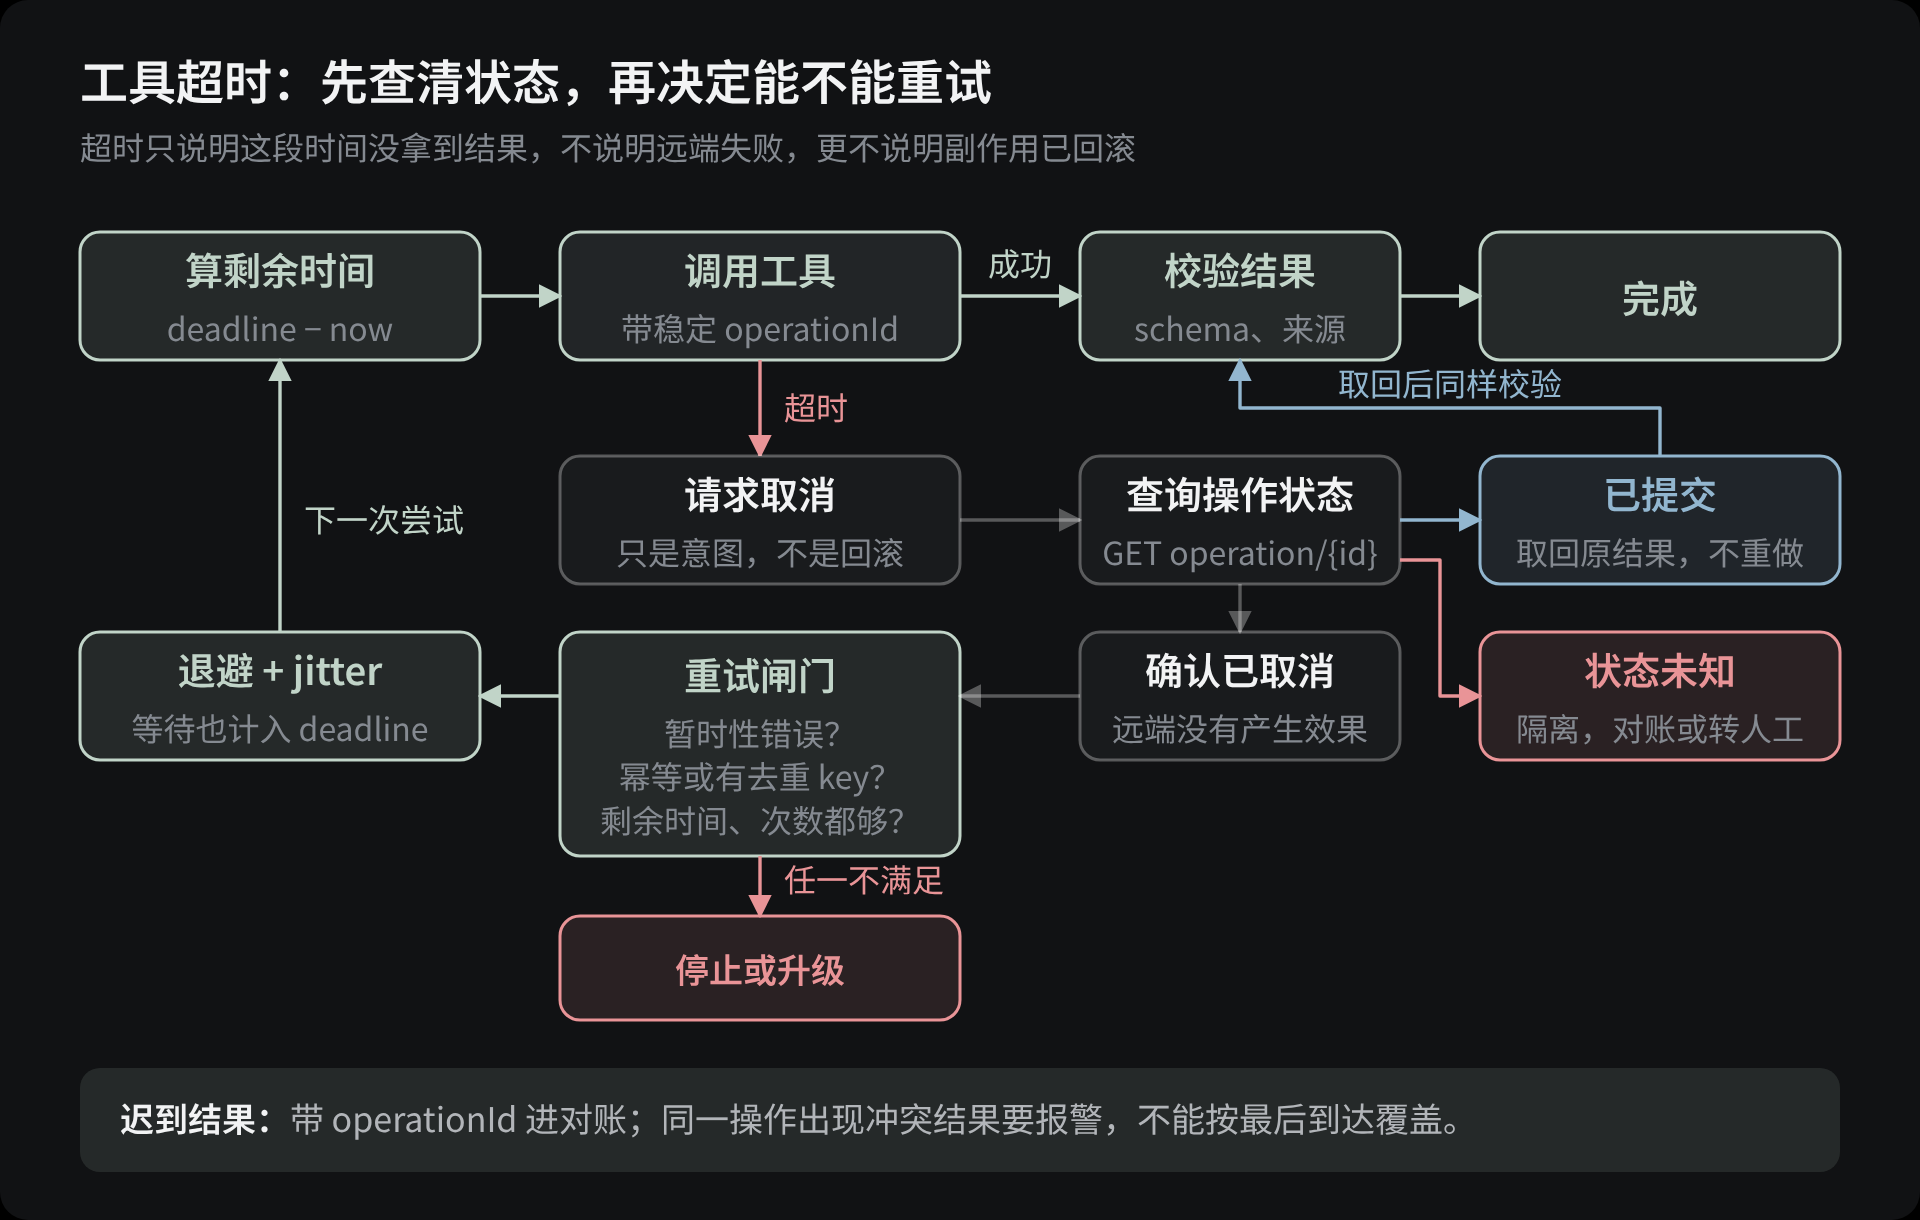 工具超时：先查清状态，再决定能不能重试
超时只说明这段时间没拿到结果，不说明远端失败，更不说明副作用已回滚
算剩余时间
deadline − now
调用工具
带稳定 operationId
成功
校验结果
schema、来源
完成
超时
取回后同样校验
下一次尝试
请求取消
只是意图，不是回滚
查询操作状态
GET operation/{id}
已提交
取回原结果，不重做
退避 + jitter
等待也计入 deadline
重试闸门
暂时性错误？
幂等或有去重 key？
剩余时间、次数都够？
确认已取消
远端没有产生效果
状态未知
隔离，对账或转人工
任一不满足
停止或升级
迟到结果：带 operationId 进对账；同一操作出现冲突结果要报警，不能按最后到达覆盖。